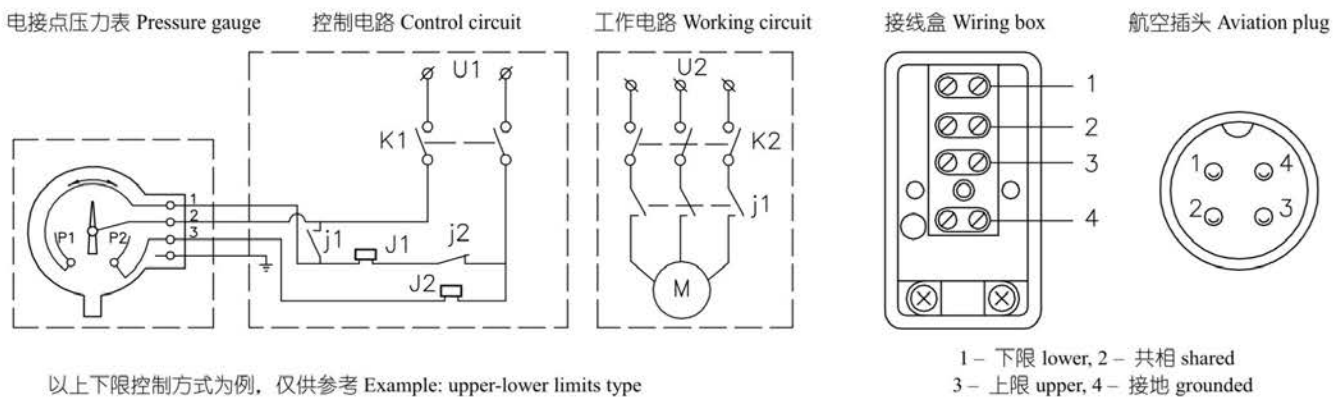 电接点压力表 Pressure gauge
控制电路 Control circuit
工作电路 Working circuit
接线盒 Wiring box
航空插头 Aviation plug
U1
K1
1
2
3
P1
P2
j1
J1
j2
J2
U2
K2
j1
M
1
2
3
4
1
4
2
3
以上下限控制方式为例，仅供参考 Example: upper-lower limits type
1 – 下限 lower, 2 – 共相 shared
3 – 上限 upper, 4 – 接地 grounded